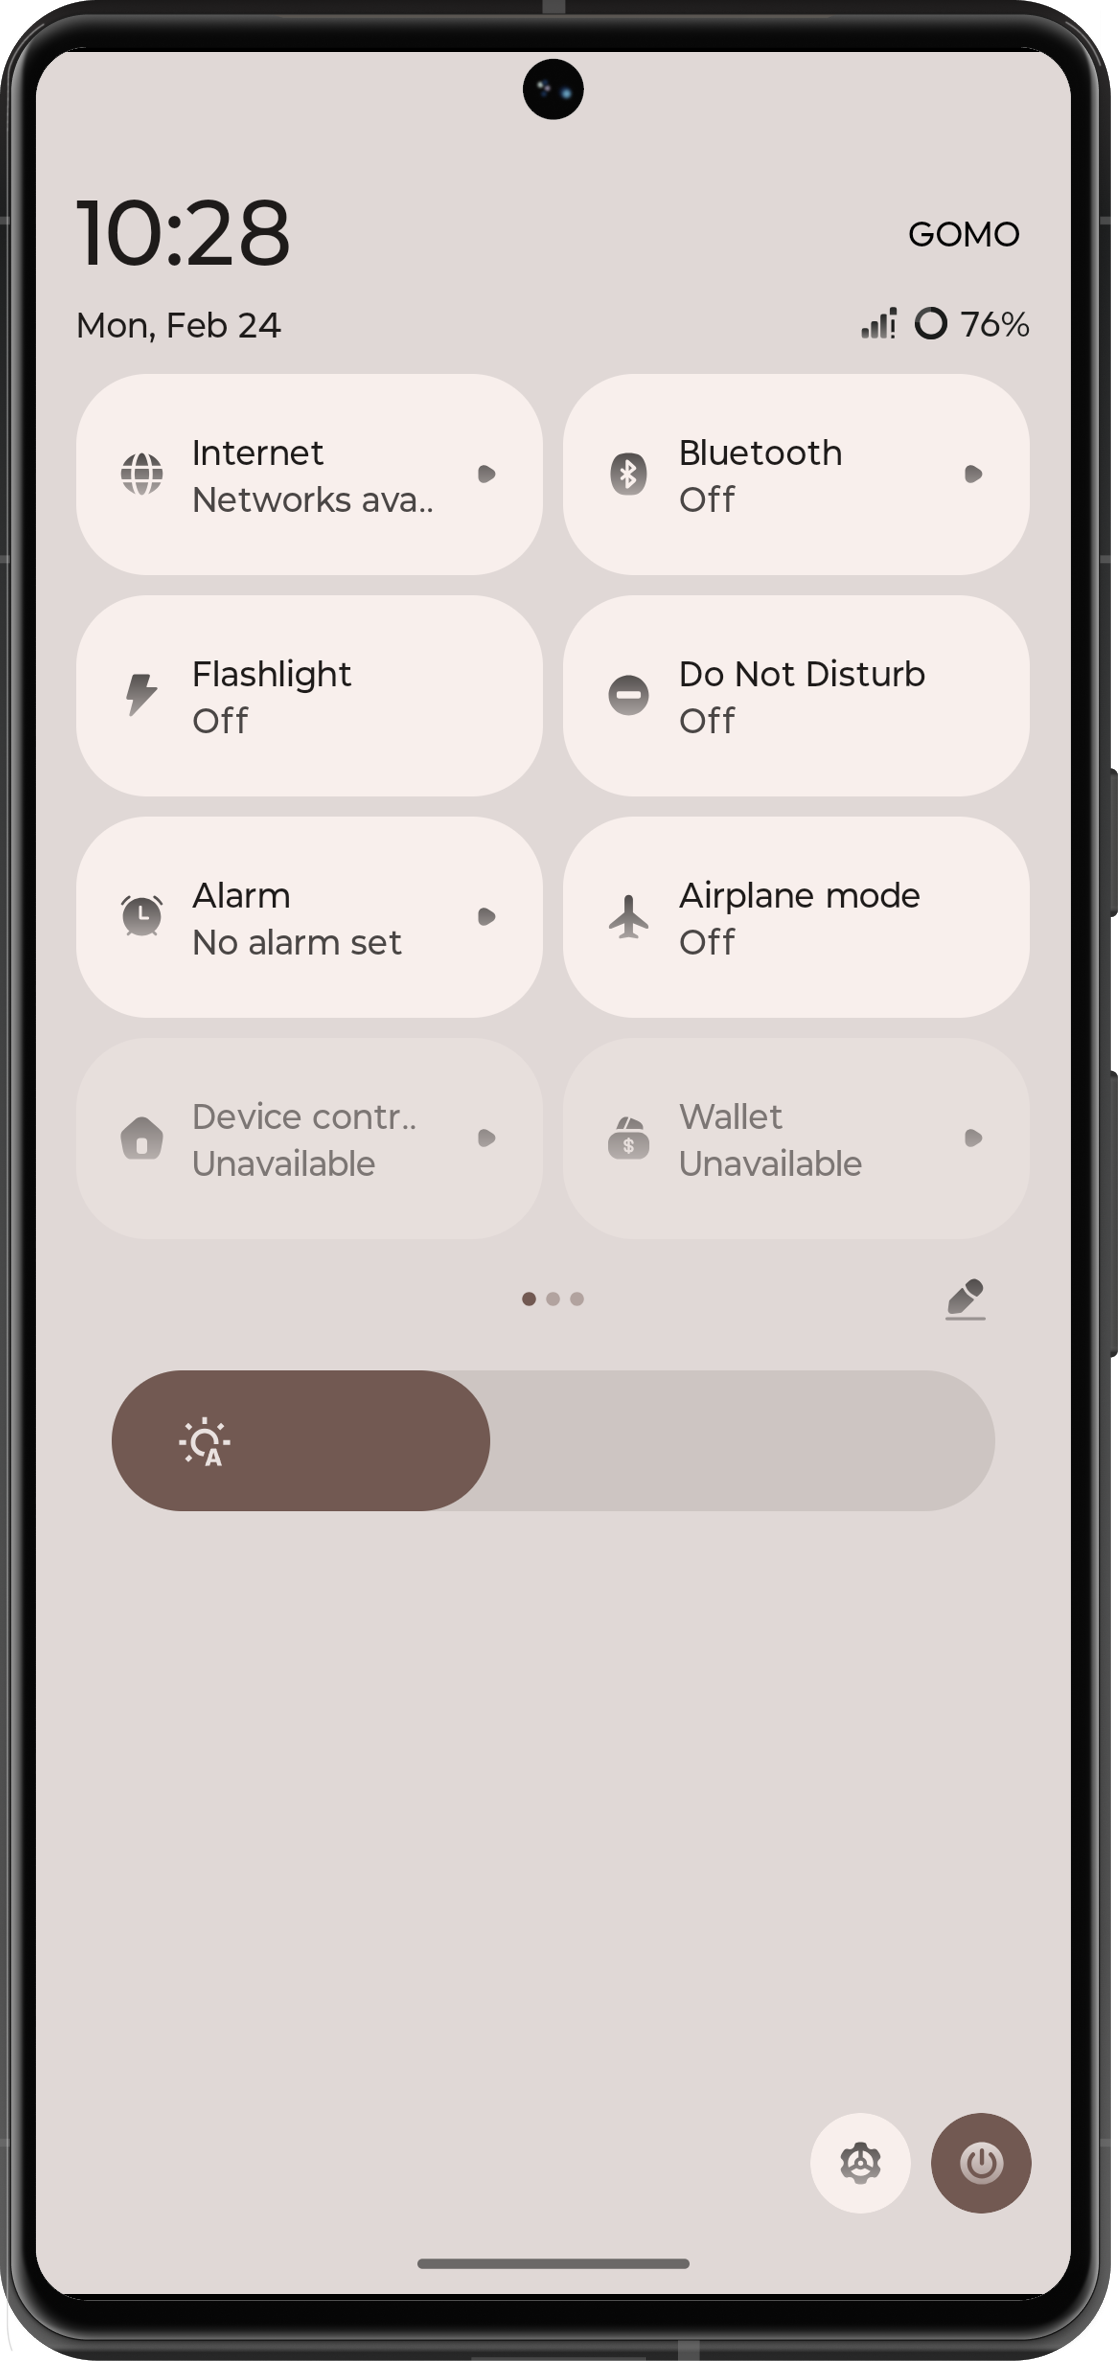 10:28
GOMO
Mon, Feb 24
76%
Internet
Networks ava..
Bluetooth
Off
Flashlight
Off
Do Not Disturb
Off
Alarm
No alarm set
Airplane mode
Off
Device contr..
Unavailable
Wallet
Unavailable
$
A